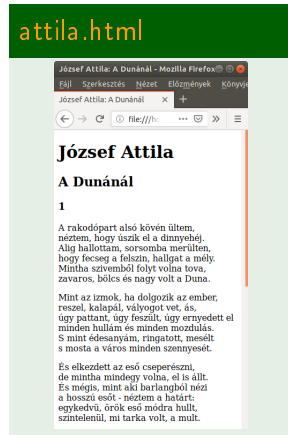 attila.html
József Attila: A Dunánál - Mozilla Firefox
Fájl Szerkesztés Nézet Előzmények Könyvje
József Attila: A Dunánál × +
file:///h
József Attila
A Dunánál
1
A rakodópart alsó kövén ültem,
néztem, hogy úszik el a dinnyehéj.
Alig hallottam, sorsomba merülten,
hogy fecseg a felszin, hallgat a mély.
Mintha szivemből folyt volna tova,
zavaros, bölcs és nagy volt a Duna.
Mint az izmok, ha dolgozik az ember,
reszel, kalapál, vályogot vet, ás,
úgy pattant, úgy feszült, úgy ernyedett el
minden hullám és minden mozdulás.
S mint édesanyám, ringatott, mesélt
s mosta a város minden szennyesét.
És elkezdett az eső cseperészni,
de mintha mindegy volna, el is állt.
És mégis, mint aki barlangból nézi
a hosszú esőt - néztem a határt:
egykedvü, örök eső módra hullt,
szintelenül, mi tarka volt, a mult.